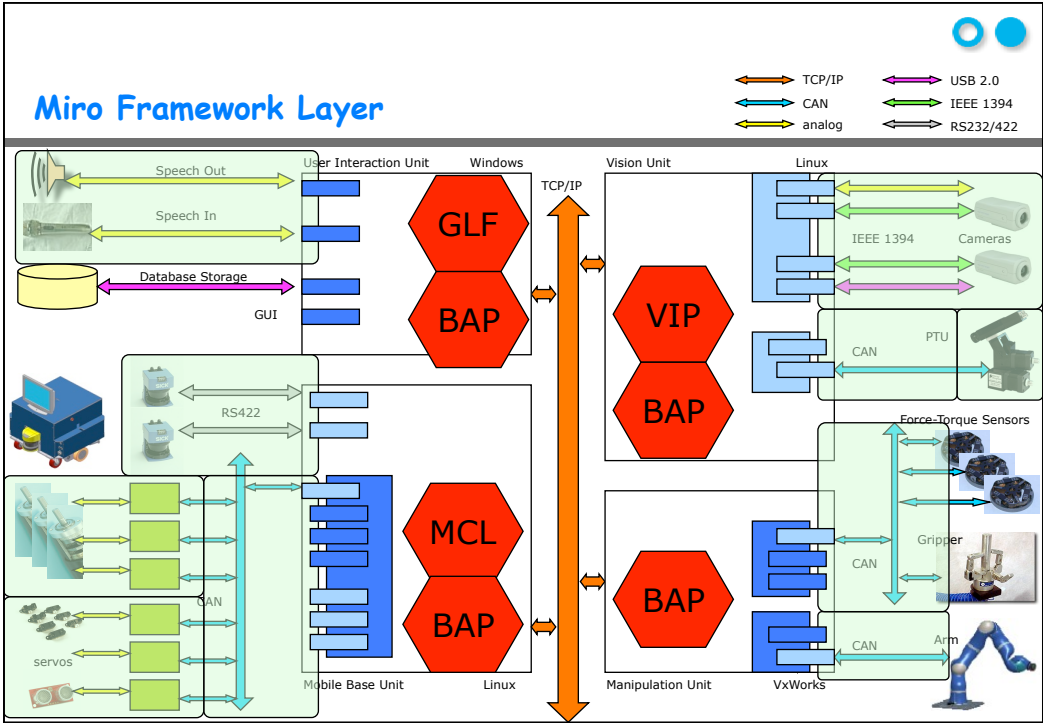 TCP/IP
USB 2.0
Miro Framework Layer
CAN
IEEE 1394
analog
RS232/422
User Interaction Unit
Windows
Vision Unit
Linux
Speech Out
TCP/IP
GLF
Speech In
IEEE 1394
Cameras
Database Storage
GUI
BAP
VIP
PTU
CAN
RS422
BAP
Force-Torque Sensors
MCL
Gripper
CAN
CAN
BAP
BAP
servos
Arm
CAN
Mobile Base Unit
Linux
Manipulation Unit
VxWorks